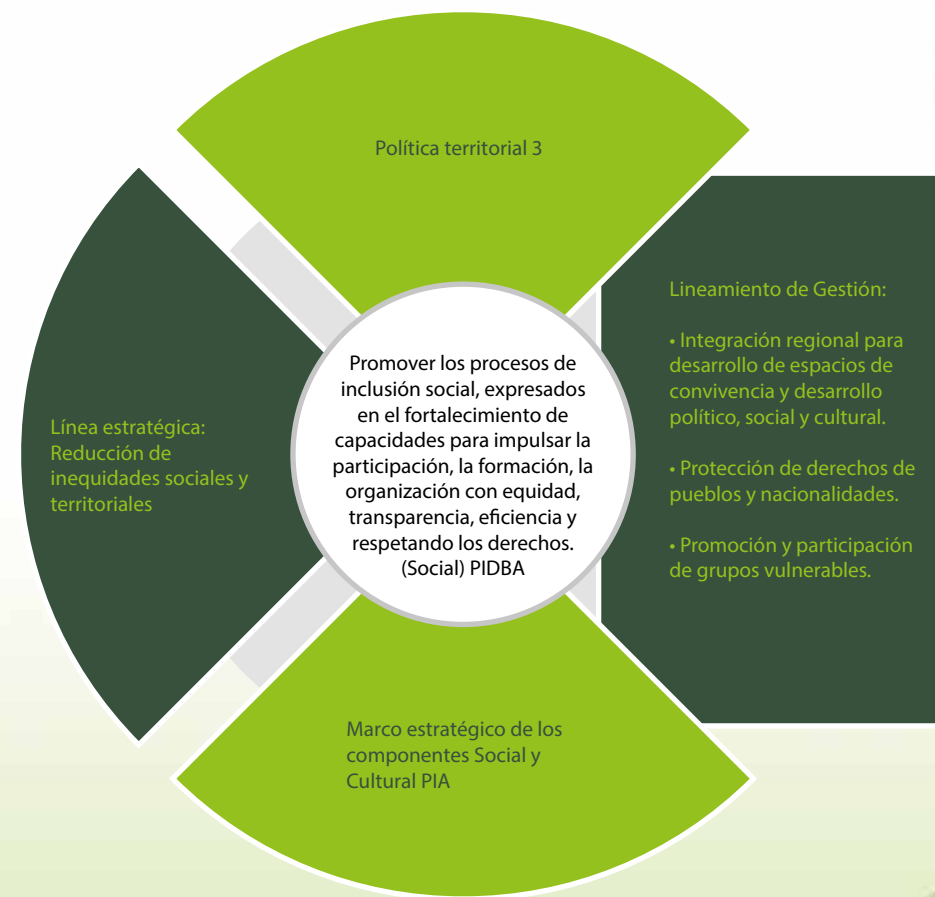 Política territorial 3
Línea estratégica:
Reducción de
inequidades sociales y
territoriales
Promover los procesos de
inclusión social, expresados
en el fortalecimiento de
capacidades para impulsar la
participación, la formación, la
organización con equidad,
transparencia, eficiencia y
respetando los derechos.
(Social) PIDBA
Lineamiento de Gestión:
• Integración regional para
desarrollo de espacios de
convivencia y desarrollo
político, social y cultural.
• Protección de derechos de
pueblos y nacionalidades.
• Promoción y participación
de grupos vulnerables.
Marco estratégico de los
componentes Social y
Cultural PIA